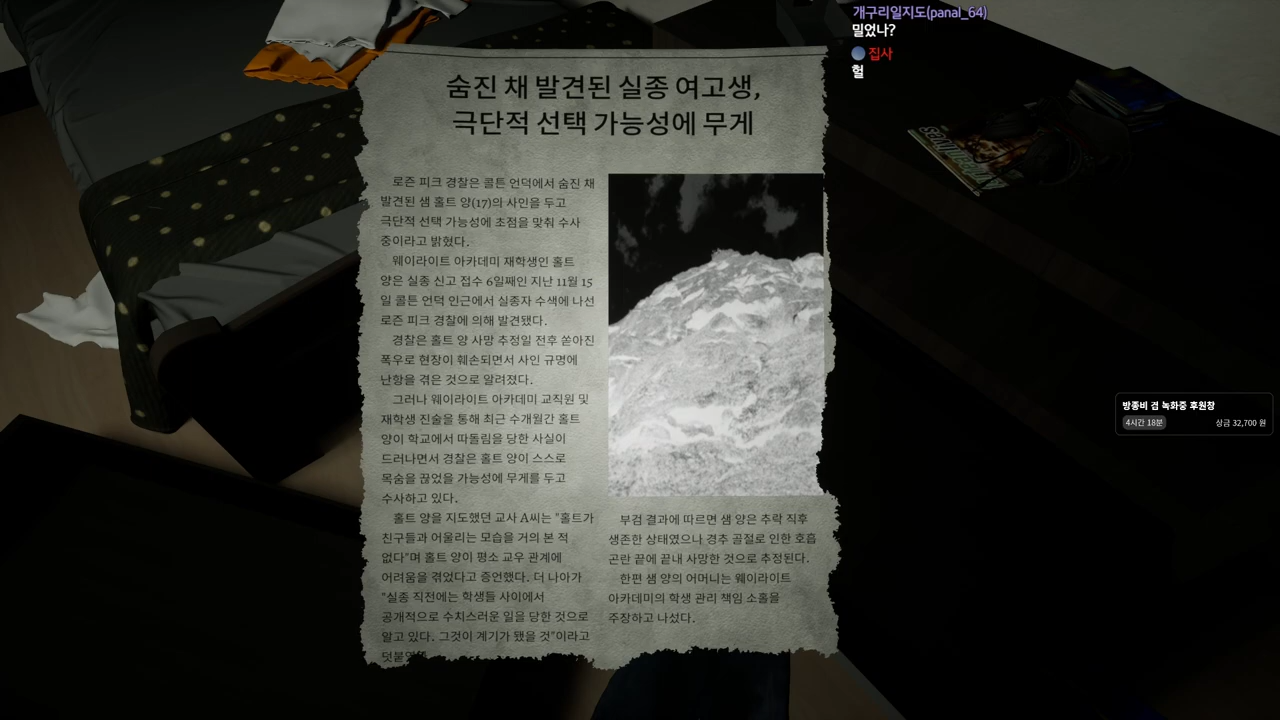 개구리일지도(panal_64)
밀었나?
집사
헐
숨진 채 발견된 실종 여고생,
극단적 선택 가능성에 무게
로즌 피크 경찰은 콜튼 언덕에서 숨진 채
발견된 샘 홀트 양(17)의 사인을 두고
극단적 선택 가능성에 초점을 맞춰 수사
중이라고 밝혔다.
웨이라이트 아카데미 재학생인 홀트
양은 실종 신고 접수 6일째인 지난 11월 15
일 콜튼 언덕 인근에서 실종자 수색에 나선
로즌 피크 경찰에 의해 발견됐다.
경찰은 홀트 양 사망 추정일 전후 쏟아진
폭우로 현장이 훼손되면서 사인 규명에
난항을 겪은 것으로 알려졌다.
그러나 웨이라이트 아카데미 교직원 및
재학생 진술을 통해 최근 수개월간 홀트
양이 학교에서 따돌림을 당한 사실이
드러나면서 경찰은 홀트 양이 스스로
목숨을 끊었을 가능성에 무게를 두고
수사하고 있다.
홀트 양을 지도했던 교사 A씨는 "홀트가
친구들과 어울리는 모습을 거의 본 적
없다"며 홀트 양이 평소 교우 관계에
어려움을 겪었다고 증언했다. 더 나아가
"실종 직전에는 학생들 사이에서
공개적으로 수치스러운 일을 당한 것으로
알고 있다. 그것이 계기가 됐을 것"이라고
부검 결과에 따르면 샘 양은 추락 직후
생존한 상태였으나 경추 골절로 인한 호흡
곤란 끝에 끝내 사망한 것으로 추정된다.
한편 샘 양의 어머니는 웨이라이트
아카데미의 학생 관리 책임 소홀을
주장하고 나섰다.
방종비 겸 녹화중 후원창
4시간 18분 상금 32,700 원